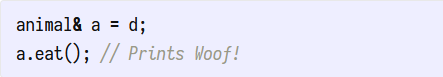 animal& a = d;
a.eat(); // Prints Woof!